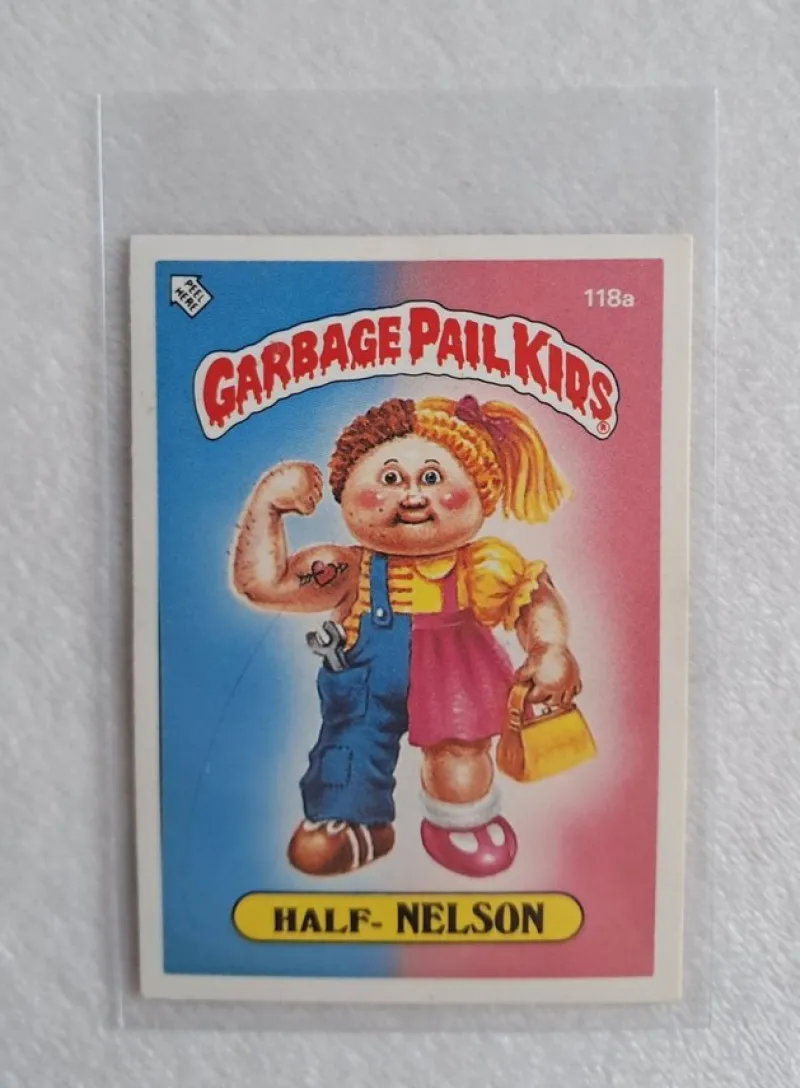 PEEL
HERE
118a
GARBAGE PAIL KIDS
®
HALF- NELSON